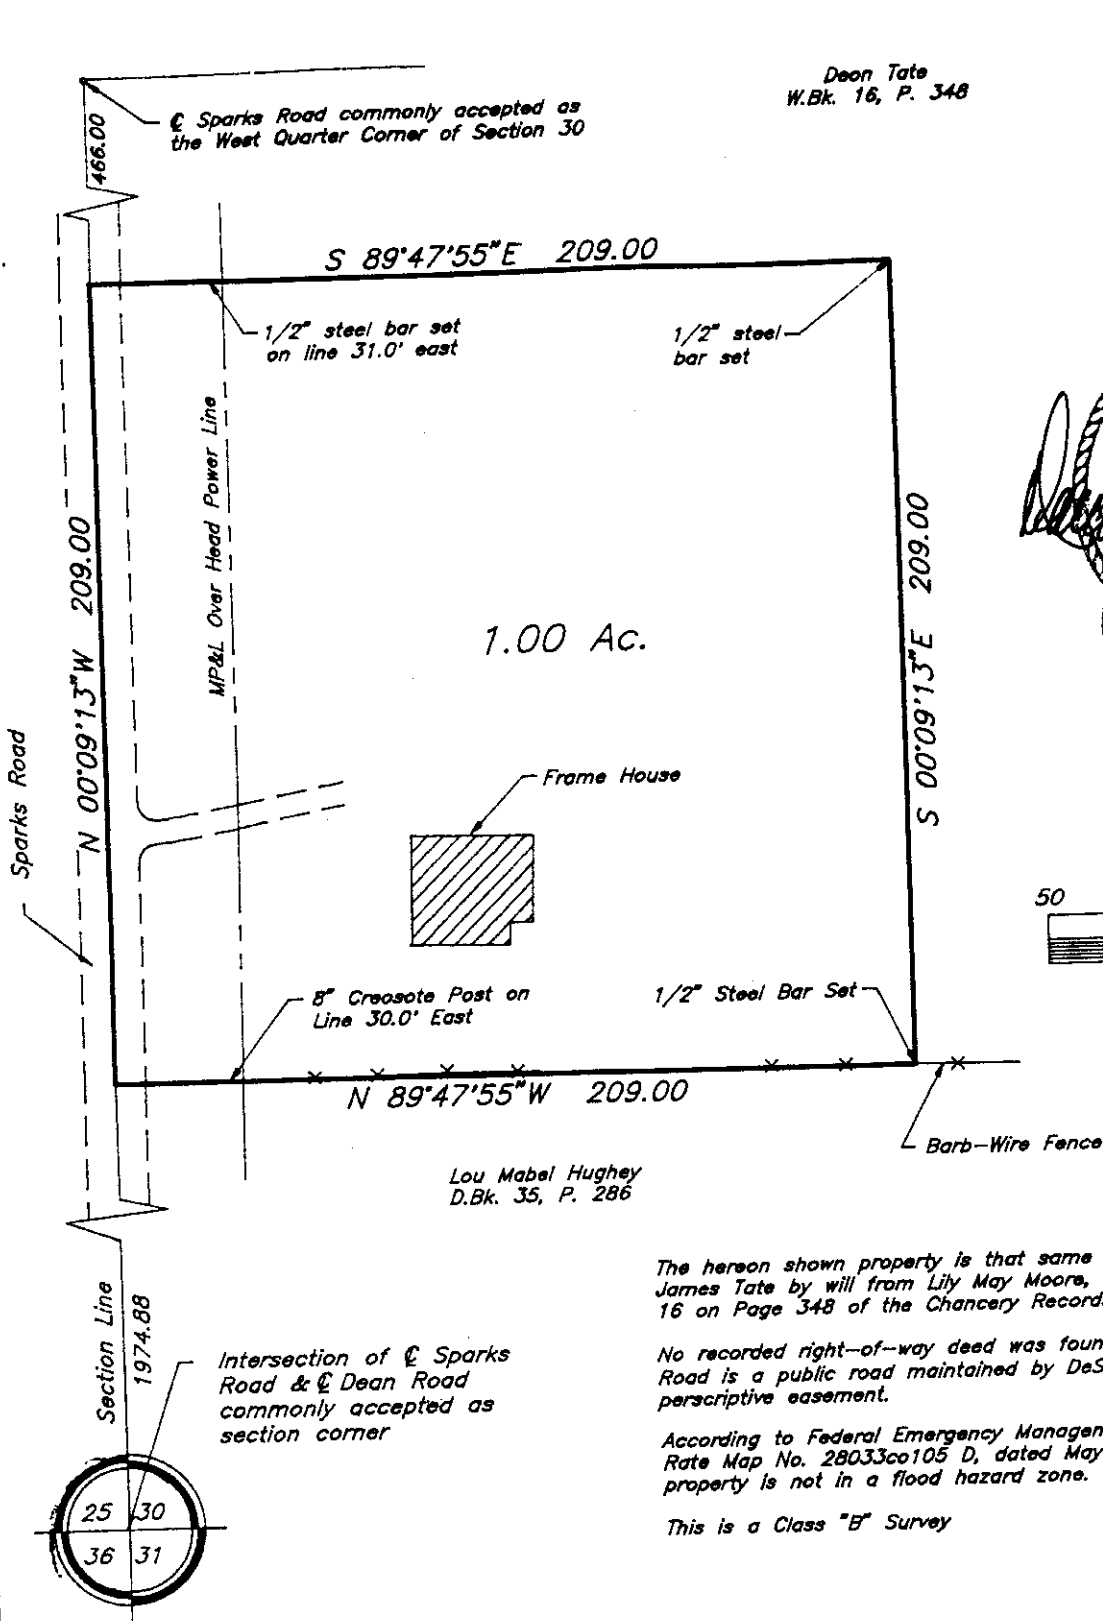 Deon Tate
W.Bk. 16, P. 348
℄ Sparks Road commonly accepted as
the West Quarter Corner of Section 30
466.00
S 89°47'55"E 209.00
1/2" steel bar set
on line 31.0' east
1/2" steel
bar set
MP&L Over Head Power Line
N 00°09'13"W 209.00
S 00°09'13"E 209.00
1.00 Ac.
Sparks Road
Frame House
50
8" Creosote Post on
Line 30.0' East
1/2" Steel Bar Set
N 89°47'55"W 209.00
Barb-Wire Fence
Lou Mabel Hughey
D.Bk. 35, P. 286
Section Line
1974.88
Intersection of ℄ Sparks
Road & ℄ Dean Road
commonly accepted as
section corner
25 30
36 31
The hereon shown property is that same
James Tate by will from Lily May Moore,
16 on Page 348 of the Chancery Record
No recorded right-of-way deed was foun
Road is a public road maintained by DeS
perscriptive easement.
According to Federal Emergency Managen
Rate Map No. 28033co105 D, dated May
property is not in a flood hazard zone.
This is a Class "B" Survey